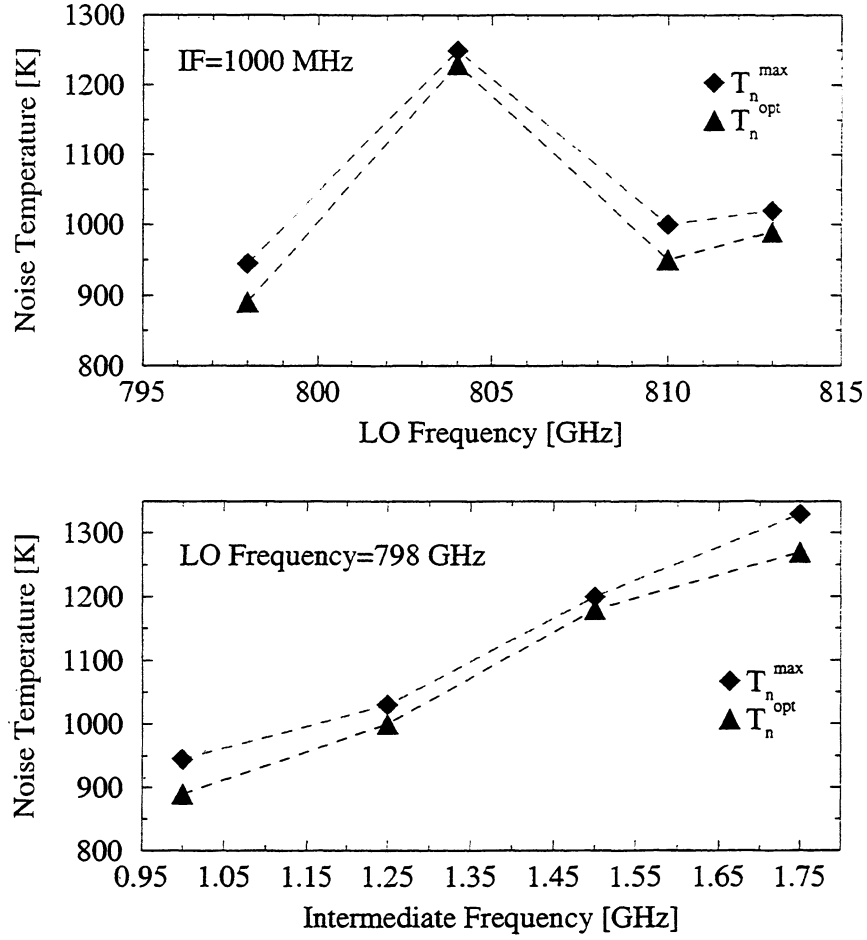 1300
1200
1100
1000
900
800
Noise Temperature [K]
IF=1000 MHz
T_n^max
T_n^opt
795 800 805 810 815
LO Frequency [GHz]
1300
1200
1100
1000
900
800
Noise Temperature [K]
LO Frequency=798 GHz
T_n^max
T_n^opt
0.95 1.05 1.15 1.25 1.35 1.45 1.55 1.65 1.75
Intermediate Frequency [GHz]